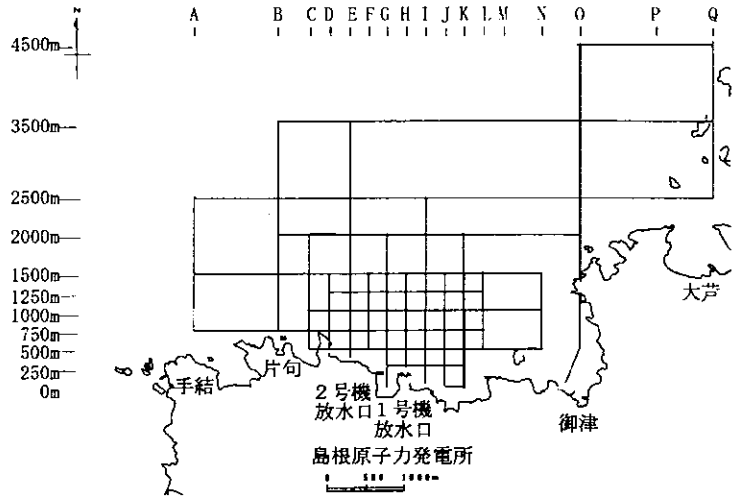 N
A B C D E F G H I J K L M N O P Q
4500m
3500m
2500m
2000m
1500m
1250m
1000m
750m
500m
250m
0m
大芦
片句
手結
2号機
放水口
1号機
放水口
御津
島根原子力発電所
0 500 1000m